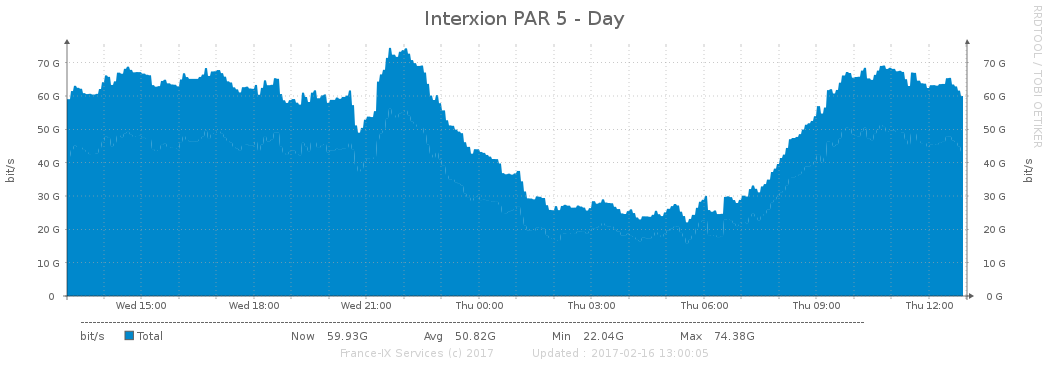 Interxion PAR 5 - Day
RRDTOOL / TOBI OETIKER
bit/s
bit/s
70 G
60 G
50 G
40 G
30 G
20 G
10 G
0
70 G
60 G
50 G
40 G
30 G
20 G
10 G
0 G
Wed 15:00 Wed 18:00 Wed 21:00 Thu 00:00 Thu 03:00 Thu 06:00 Thu 09:00 Thu 12:00
bit/s Total Now 59.93G Avg 50.82G Min 22.04G Max 74.38G
France-IX Services (c) 2017 Updated : 2017-02-16 13:00:05